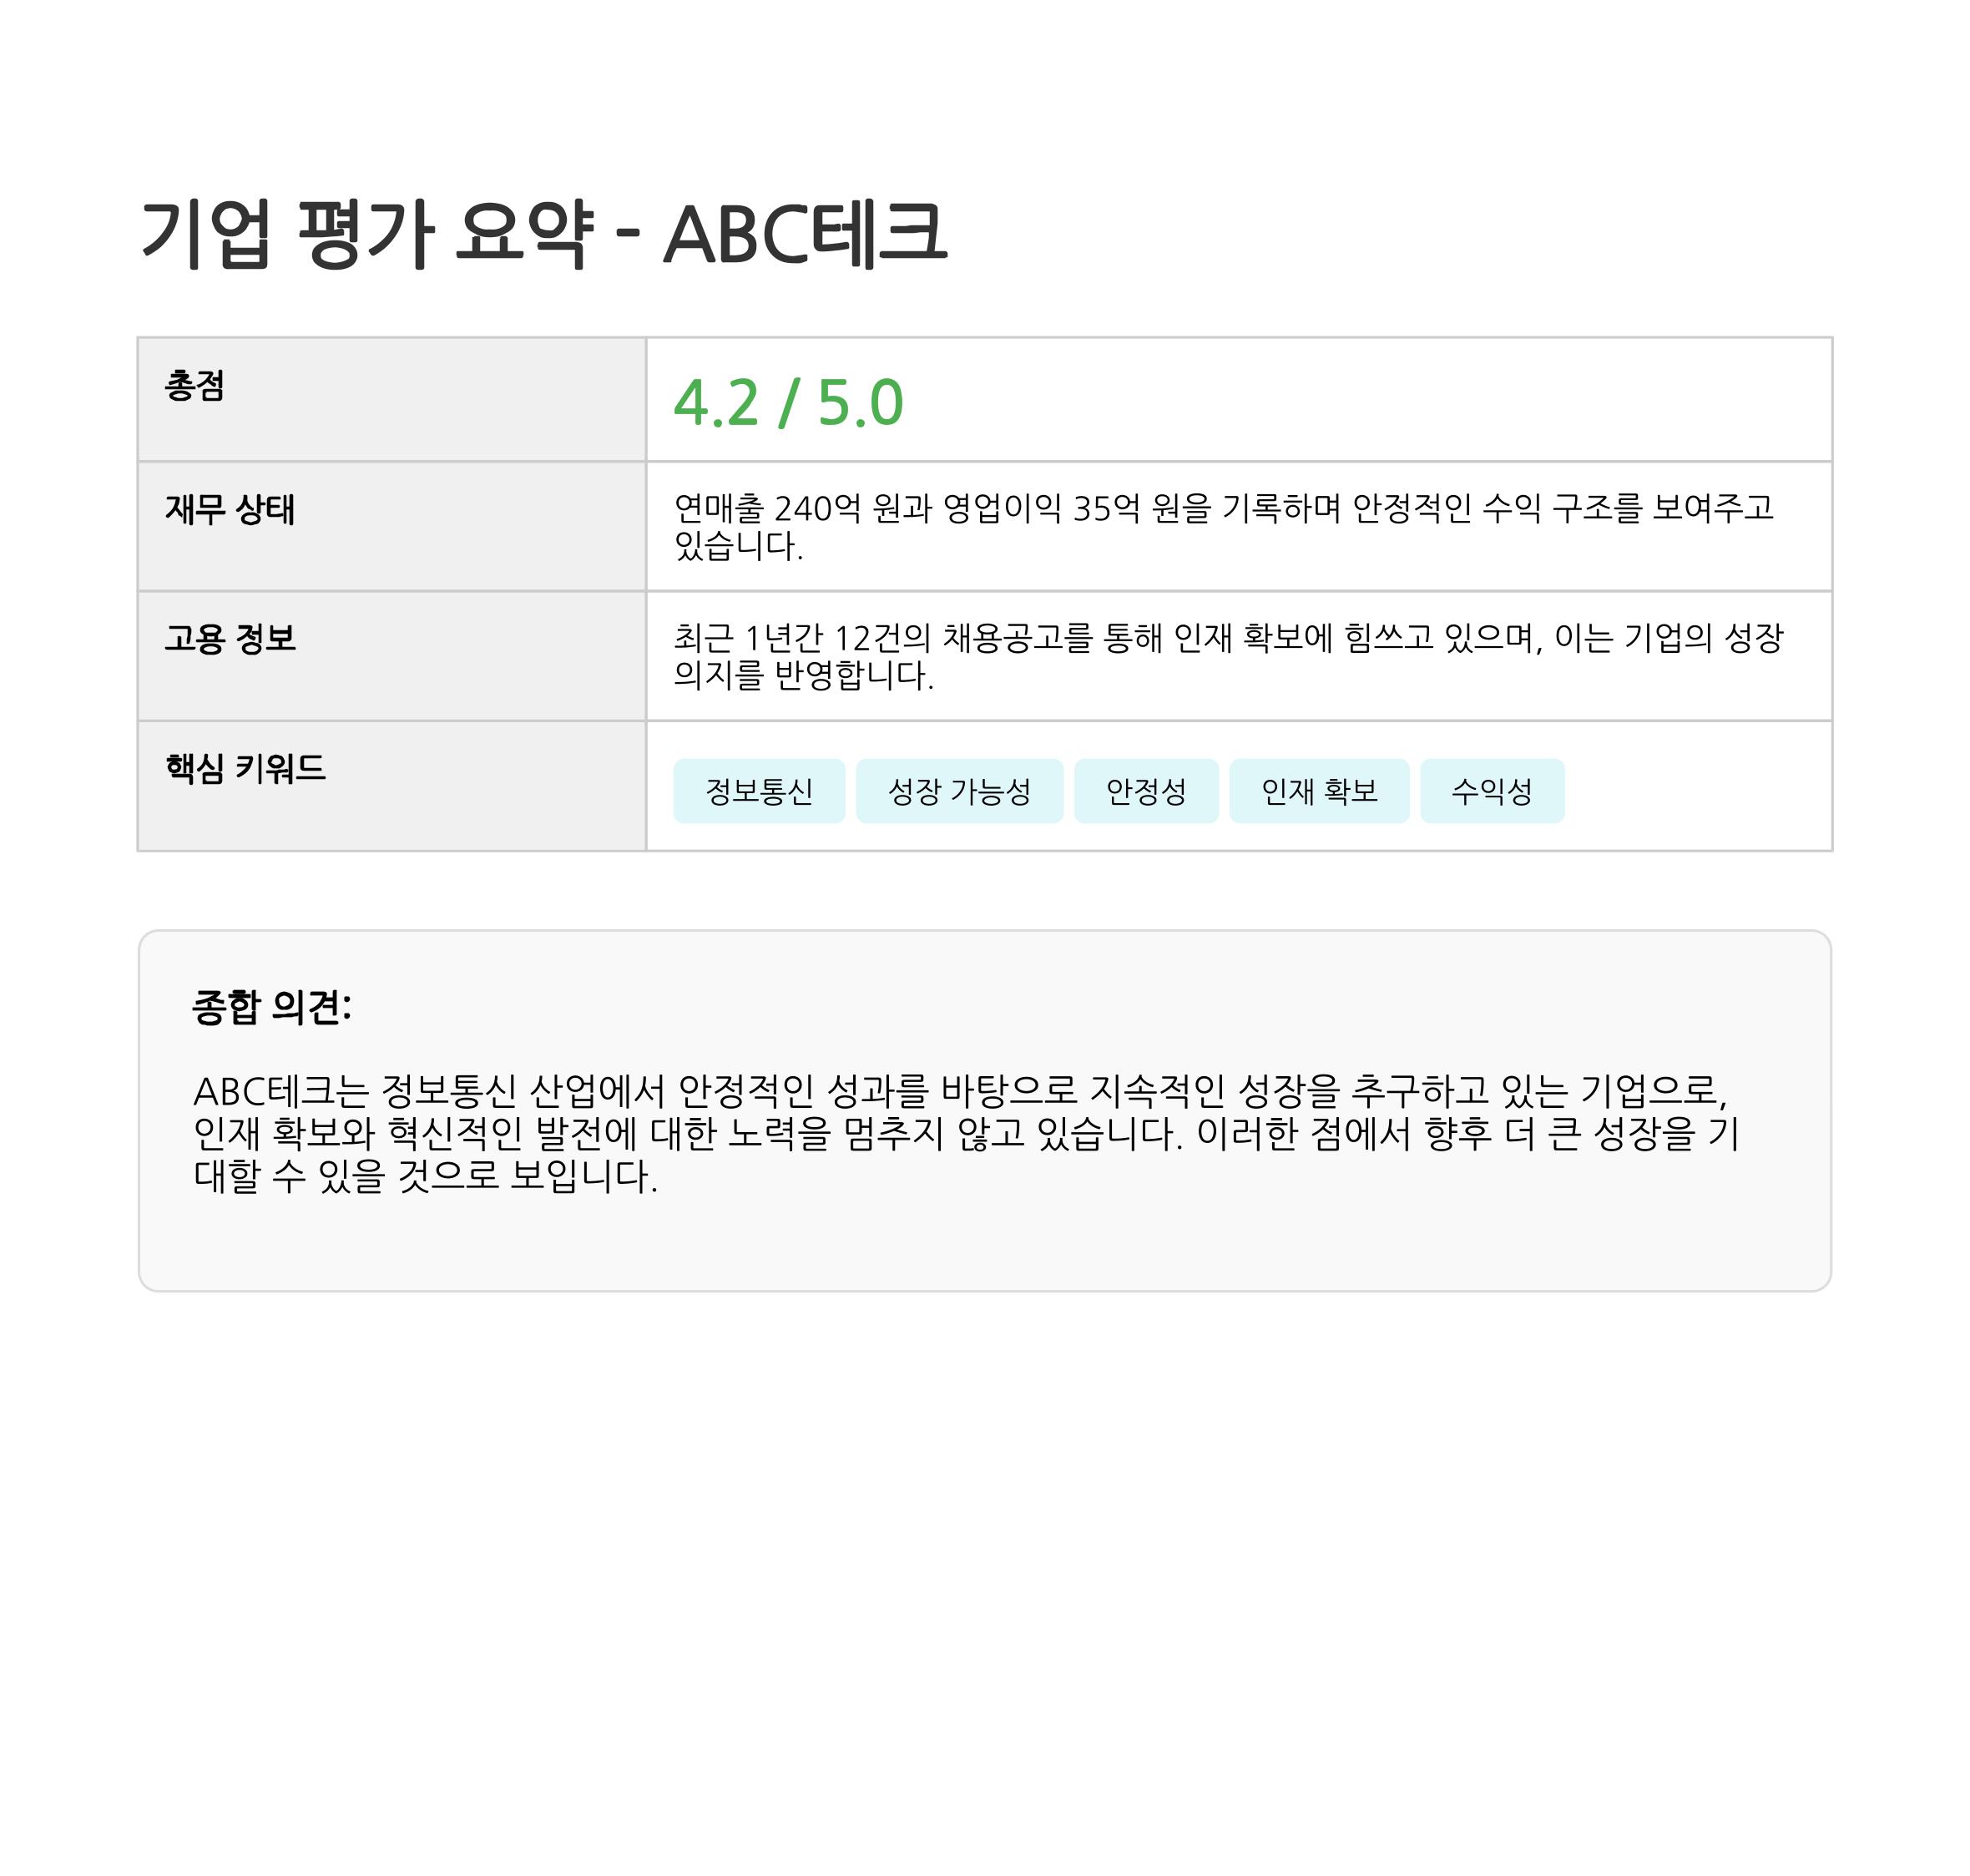 기업 평가 요약 - ABC테크
총점
4.2 / 5.0
재무 상태
연매출 240억 원과 영업이익 35억 원을 기록하며 안정적인 수익 구조를 보여주고
있습니다.
고용 정보
최근 1년간 12건의 채용공고를 통해 인재 확보에 힘쓰고 있으며, 이는 기업의 성장
의지를 반영합니다.
핵심 키워드
정보통신 성장 가능성 안정성 인재 확보 수익성
종합 의견:
ABC테크는 정보통신 사업에서 안정적인 성과를 바탕으로 지속적인 성장을 추구하고 있는 기업으로,
인재 확보와 혁신적인 발전에 대한 노력을 멈추지 않고 있습니다. 이러한 점에서 향후 더 큰 성장을 기
대할 수 있을 것으로 보입니다.